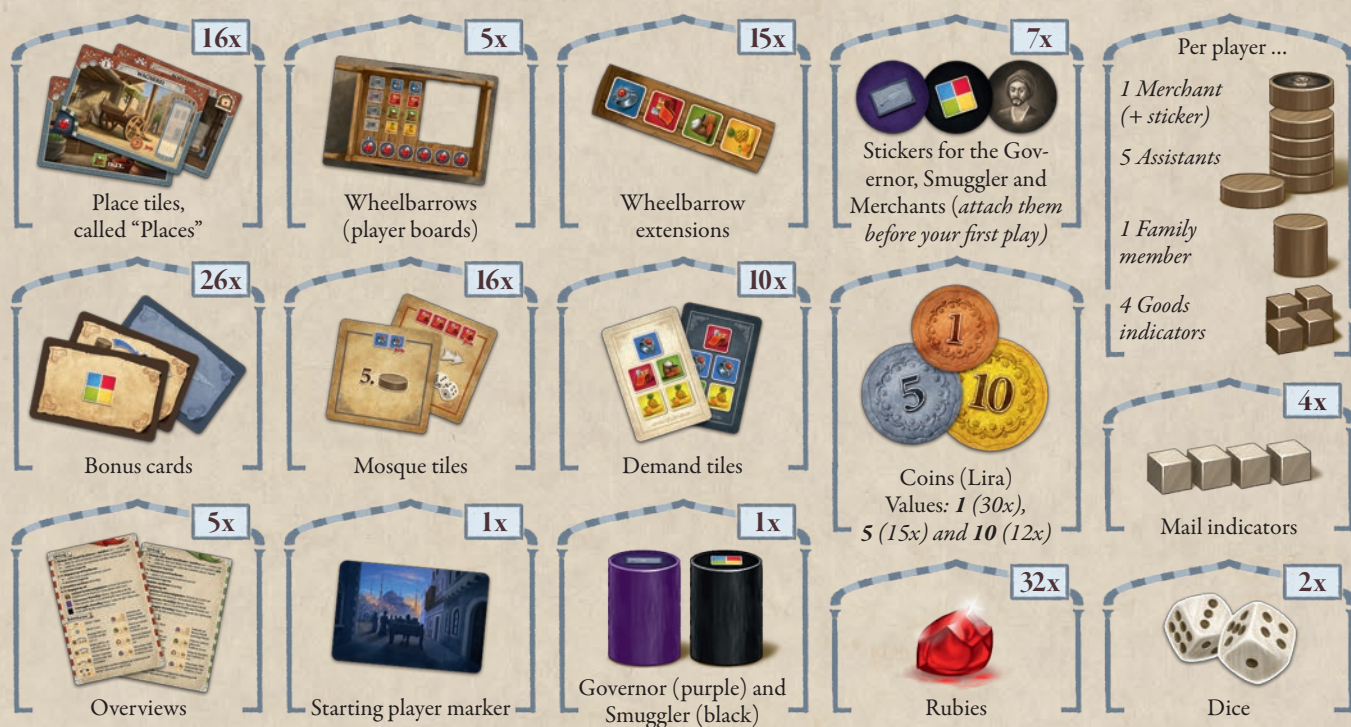 16x
Place tiles,
called “Places”
5x
Wheelbarrows
(player boards)
15x
Wheelbarrow
extensions
7x
Stickers for the Gov-
ernor, Smuggler and
Merchants (attach them
before your first play)
Per player ...
1 Merchant
(+ sticker)
5 Assistants
1 Family
member
4 Goods
indicators
26x
Bonus cards
16x
5.
Mosque tiles
10x
Demand tiles
1
5
10
Coins (Lira)
Values: 1 (30x),
5 (15x) and 10 (12x)
4x
Mail indicators
5x
Overviews
1x
Starting player marker
1x
Governor (purple) and
Smuggler (black)
32x
Rubies
2x
Dice